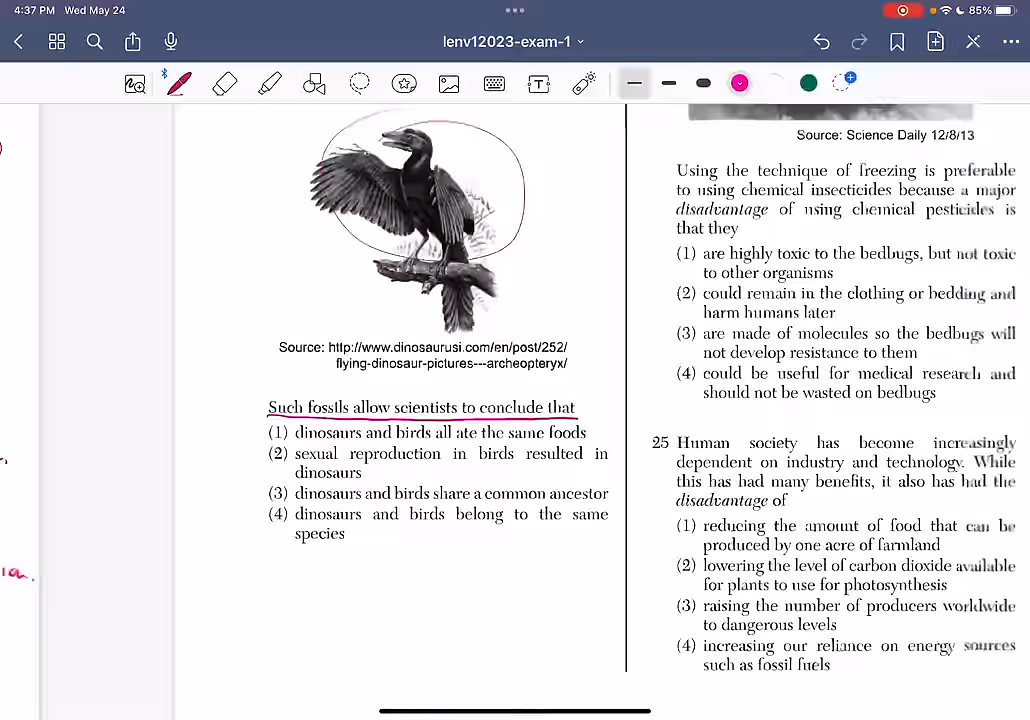 4:37 PM Wed May 24
85%
lenv12023-exam-1
Source: http://www.dinosaurusi.com/en/post/252/
flying-dinosaur-pictures---archeopteryx/
Such fossils allow scientists to conclude that
(1) dinosaurs and birds all ate the same foods
(2) sexual reproduction in birds resulted in
dinosaurs
(3) dinosaurs and birds share a common ancestor
(4) dinosaurs and birds belong to the same
species
Source: Science Daily 12/8/13
Using the technique of freezing is preferable
to using chemical insecticides because a major
disadvantage of using chemical pesticides is
that they
(1) are highly toxic to the bedbugs, but not toxic
to other organisms
(2) could remain in the clothing or bedding and
harm humans later
(3) are made of molecules so the bedbugs will
not develop resistance to them
(4) could be useful for medical research and
should not be wasted on bedbugs
25 Human society has become increasingly
dependent on industry and technology. While
this has had many benefits, it also has had the
disadvantage of
(1) reducing the amount of food that can be
produced by one acre of farmland
(2) lowering the level of carbon dioxide available
for plants to use for photosynthesis
(3) raising the number of producers worldwide
to dangerous levels
(4) increasing our reliance on energy sources
such as fossil fuels